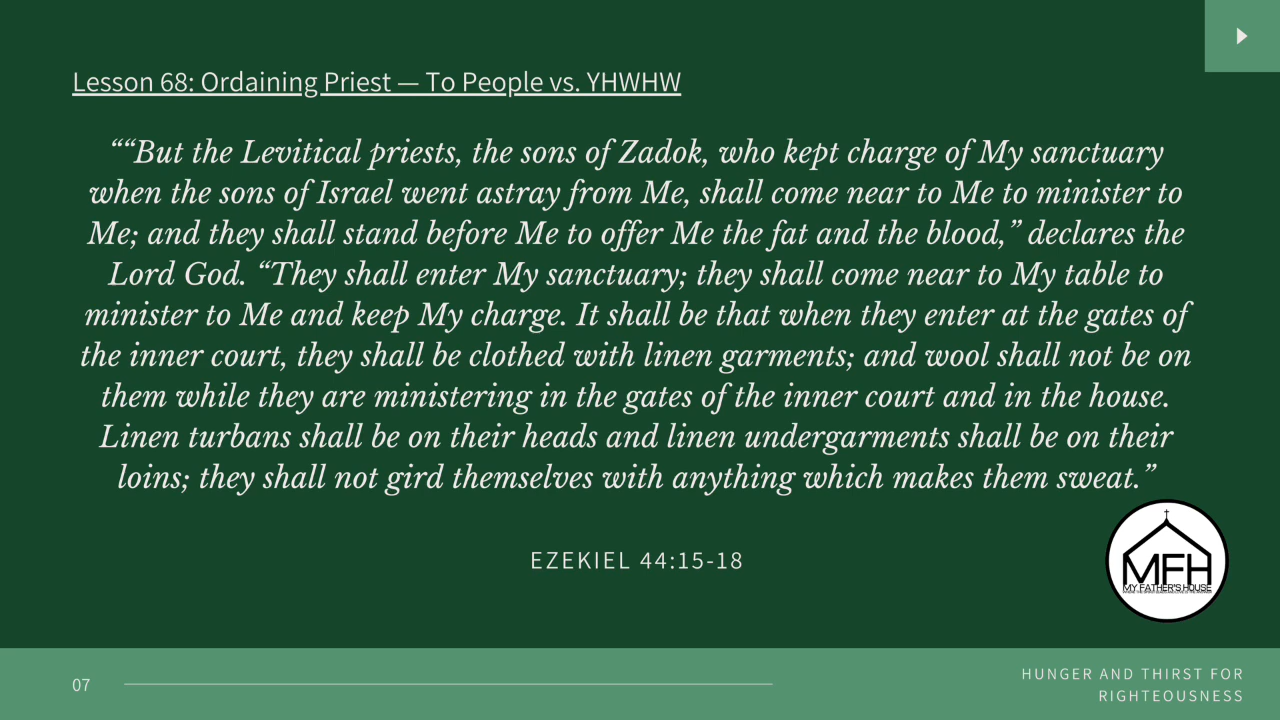 Lesson 68: Ordaining Priest — To People vs. YHWHW
““But the Levitical priests, the sons of Zadok, who kept charge of My sanctuary
when the sons of Israel went astray from Me, shall come near to Me to minister to
Me; and they shall stand before Me to offer Me the fat and the blood,” declares the
Lord God. “They shall enter My sanctuary; they shall come near to My table to
minister to Me and keep My charge. It shall be that when they enter at the gates of
the inner court, they shall be clothed with linen garments; and wool shall not be on
them while they are ministering in the gates of the inner court and in the house.
Linen turbans shall be on their heads and linen undergarments shall be on their
loins; they shall not gird themselves with anything which makes them sweat.”
EZEKIEL 44:15-18
MFH
MY FATHER'S HOUSE
07
HUNGER AND THIRST FOR
RIGHTEOUSNESS